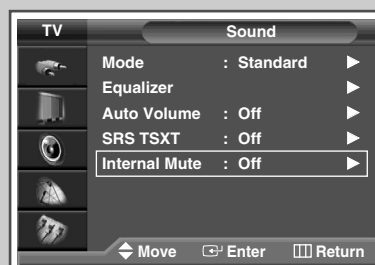 TV Sound
Mode : Standard
Equalizer
Auto Volume : Off
SRS TSXT : Off
Internal Mute : Off
Move Enter Return